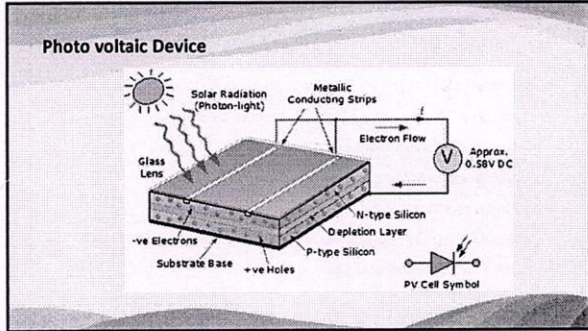 Photo voltaic Device
Solar Radiation
(Photon-light)
Metallic
Conducting Strips
i
Electron Flow
Glass
Lens
V
Approx.
0.58V DC
N-type Silicon
Depletion Layer
P-type Silicon
-ve Electrons
Substrate Base
+ve Holes
PV Cell Symbol